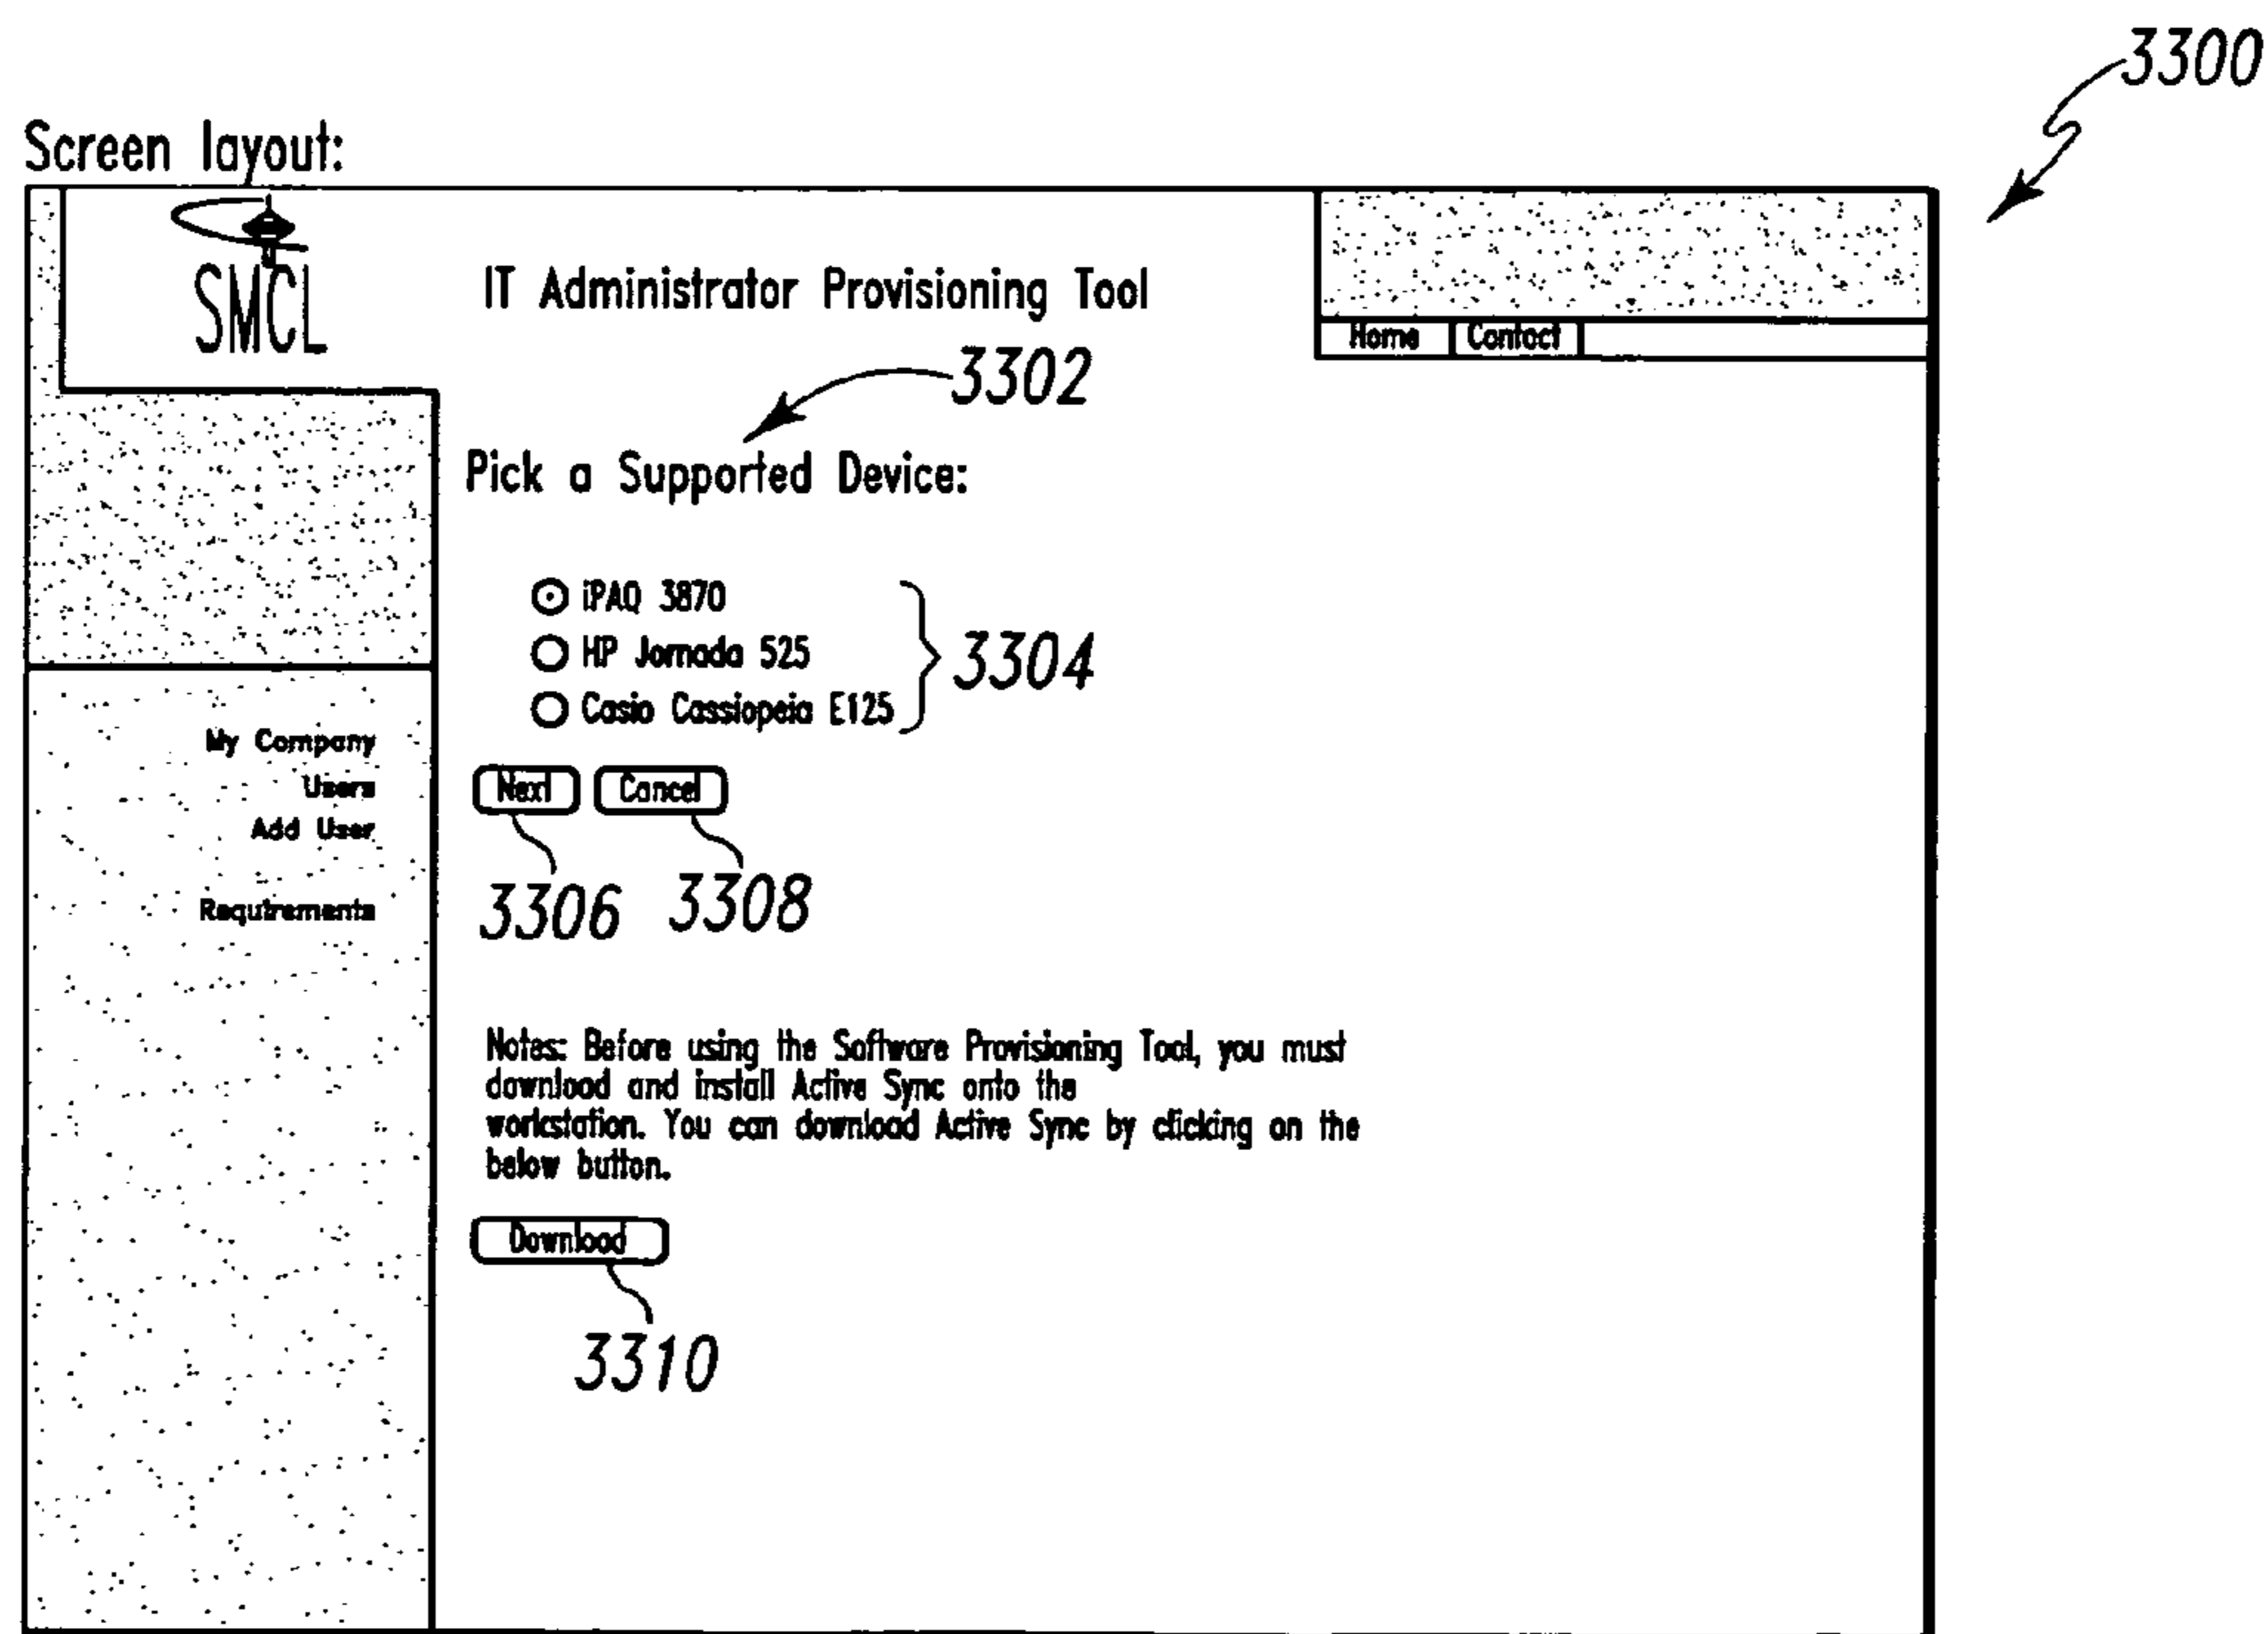 3300
Screen layout:
SMCL
IT Administrator Provisioning Tool
Home Contact
3302
Pick a Supported Device:
iPAQ 3870
HP Jornada 525
Casio Cassiopeia E125
3304
My Company
Users
Add User
Requirements
Next Cancel
3306 3308
Notes: Before using the Software Provisioning Tool, you must
download and install Active Sync onto the
workstation. You can download Active Sync by clicking on the
below button.
Download
3310